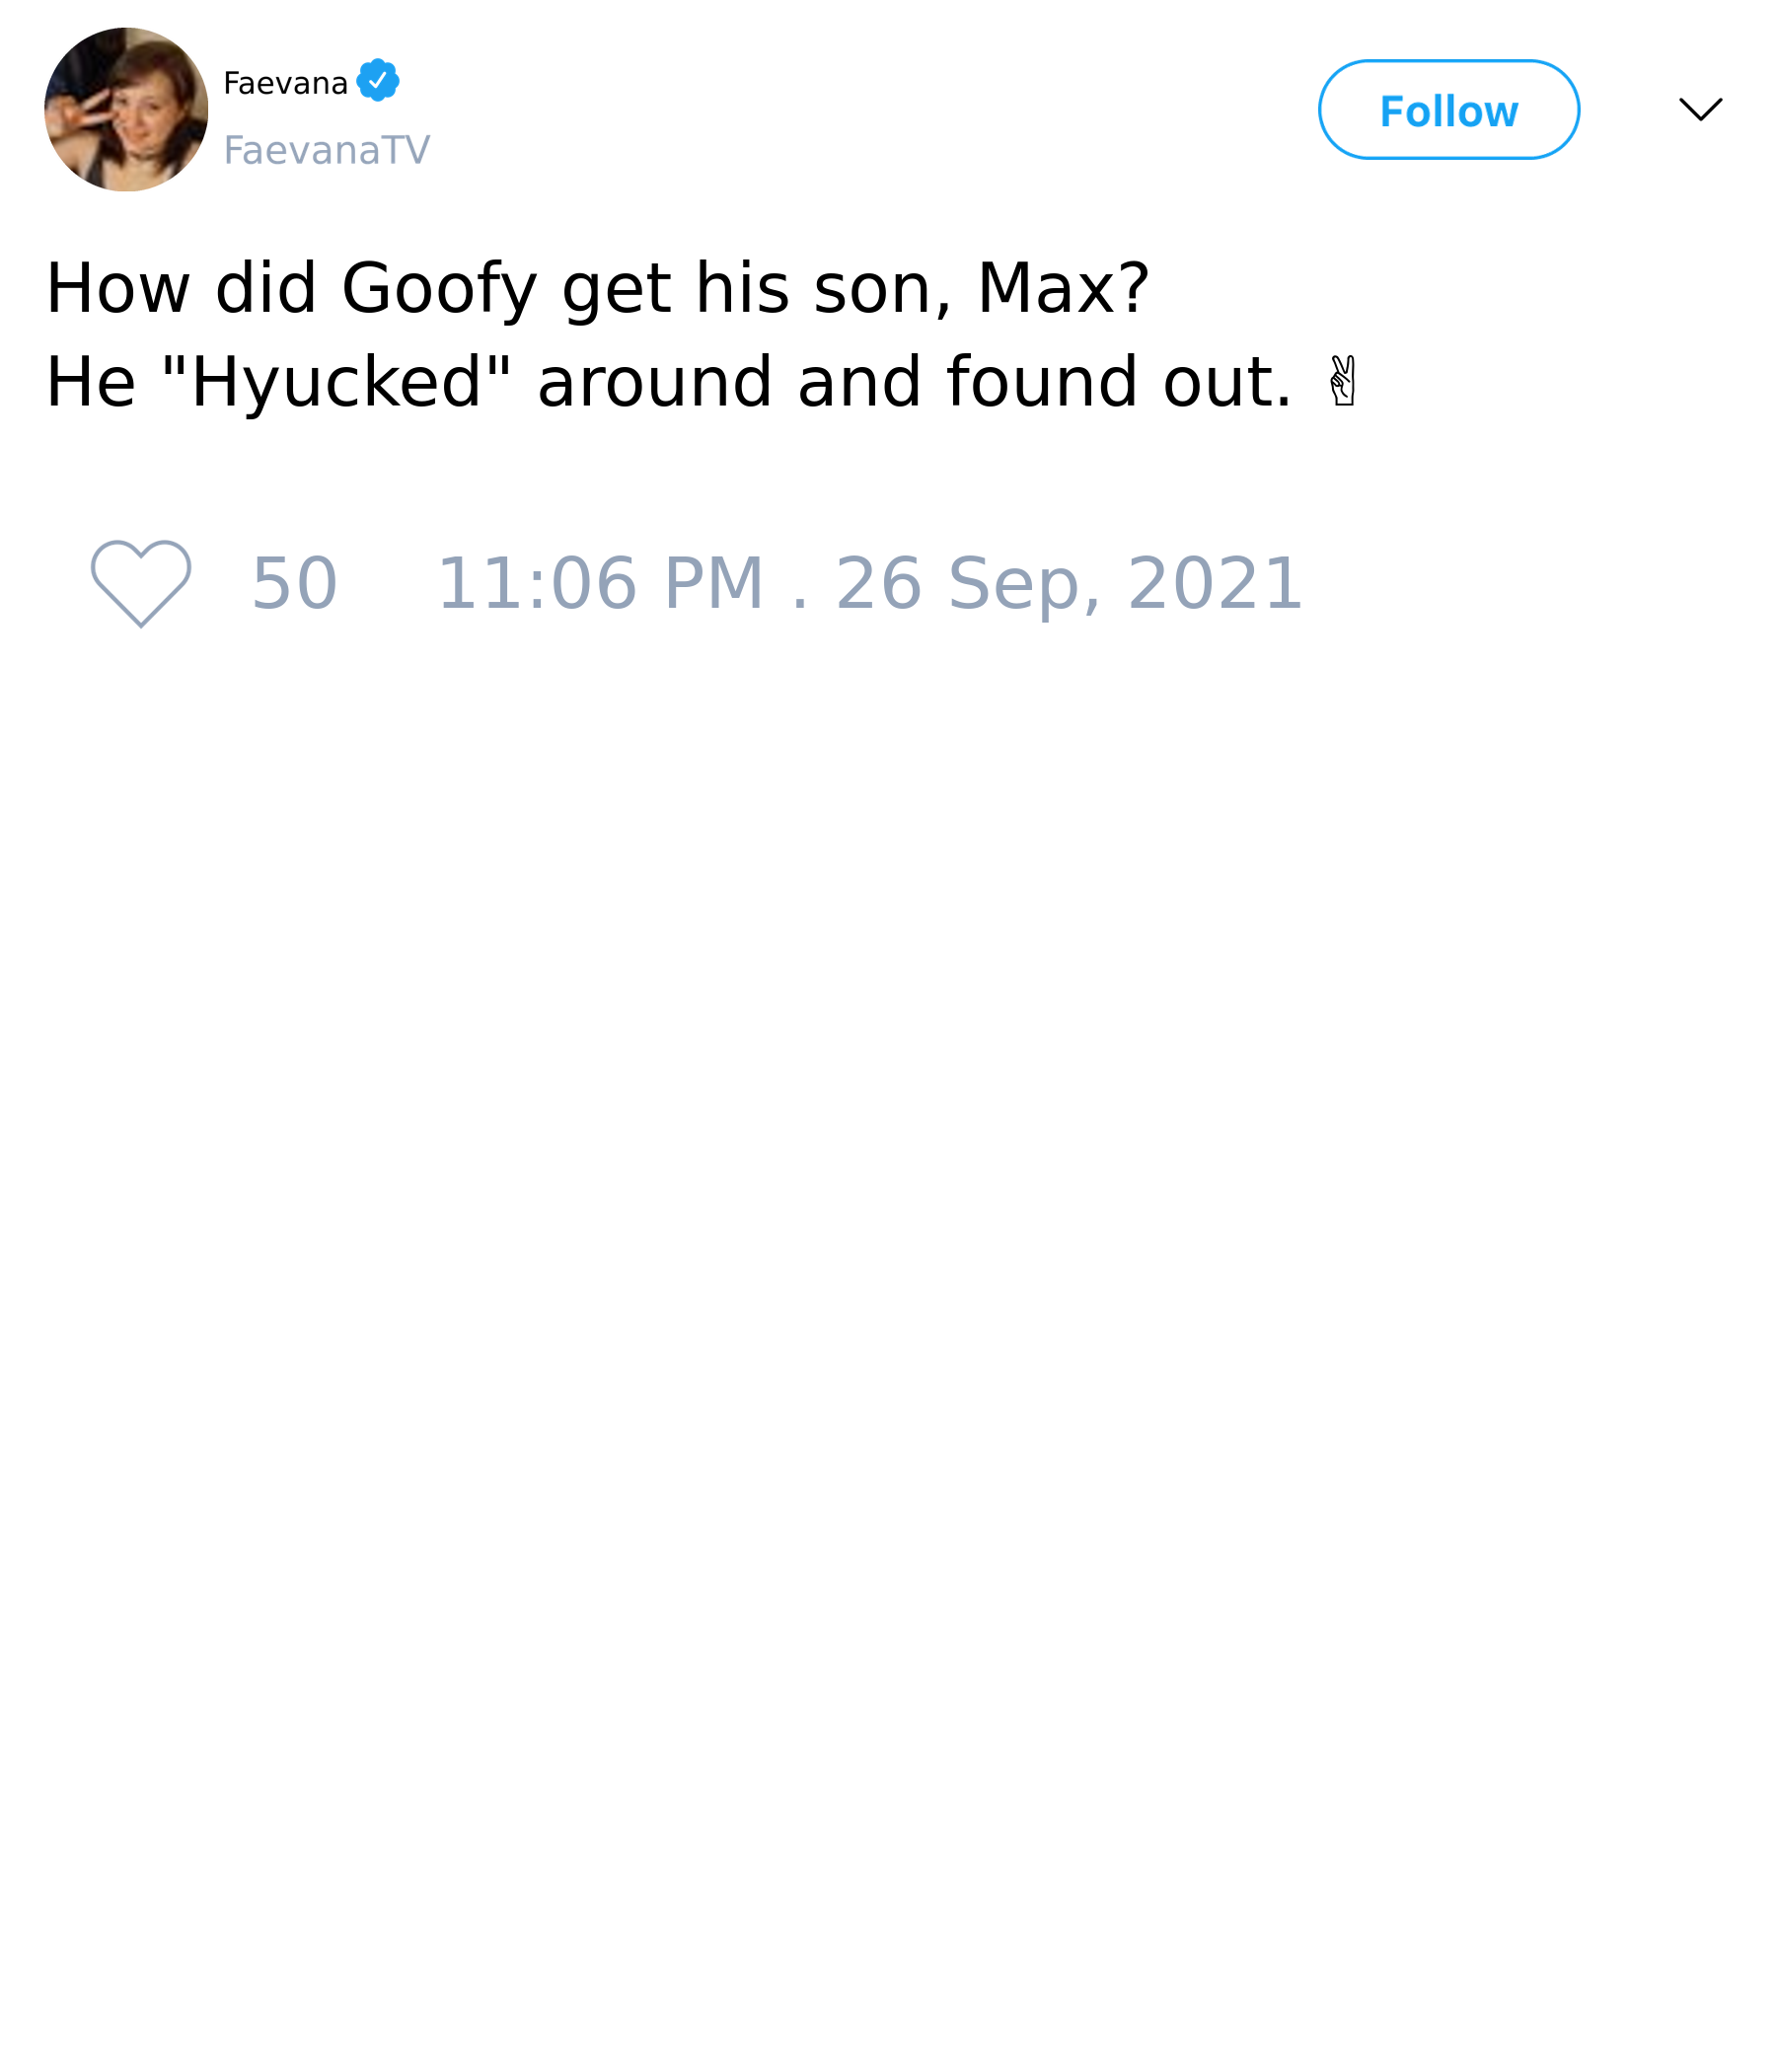 Faevana
FaevanaTV
Follow
How did Goofy get his son, Max?
He "Hyucked" around and found out. ✌
50 11:06 PM . 26 Sep, 2021